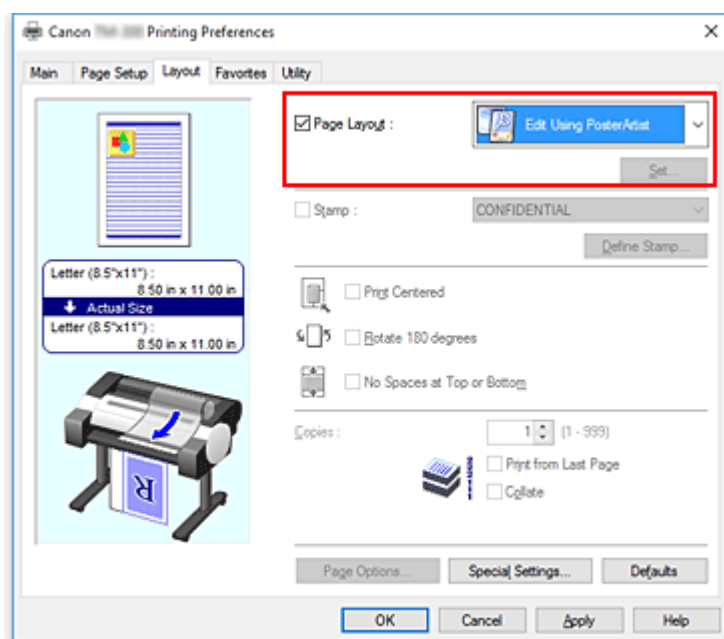 Canon Printing Preferences
Main Page Setup Layout Favorites Utility
Page Layout :
Edit Using PosterArtist
Set...
Stamp :
CONFIDENTIAL
Define Stamp...
Letter (8.5"x11") :
8.50 in x 11.00 in
Actual Size
Letter (8.5"x11") :
8.50 in x 11.00 in
Print Centered
Rotate 180 degrees
No Spaces at Top or Bottom
Copies :
1 (1 - 999)
Print from Last Page
Collate
R
Page Options... Special Settings... Defaults
OK Cancel Apply Help